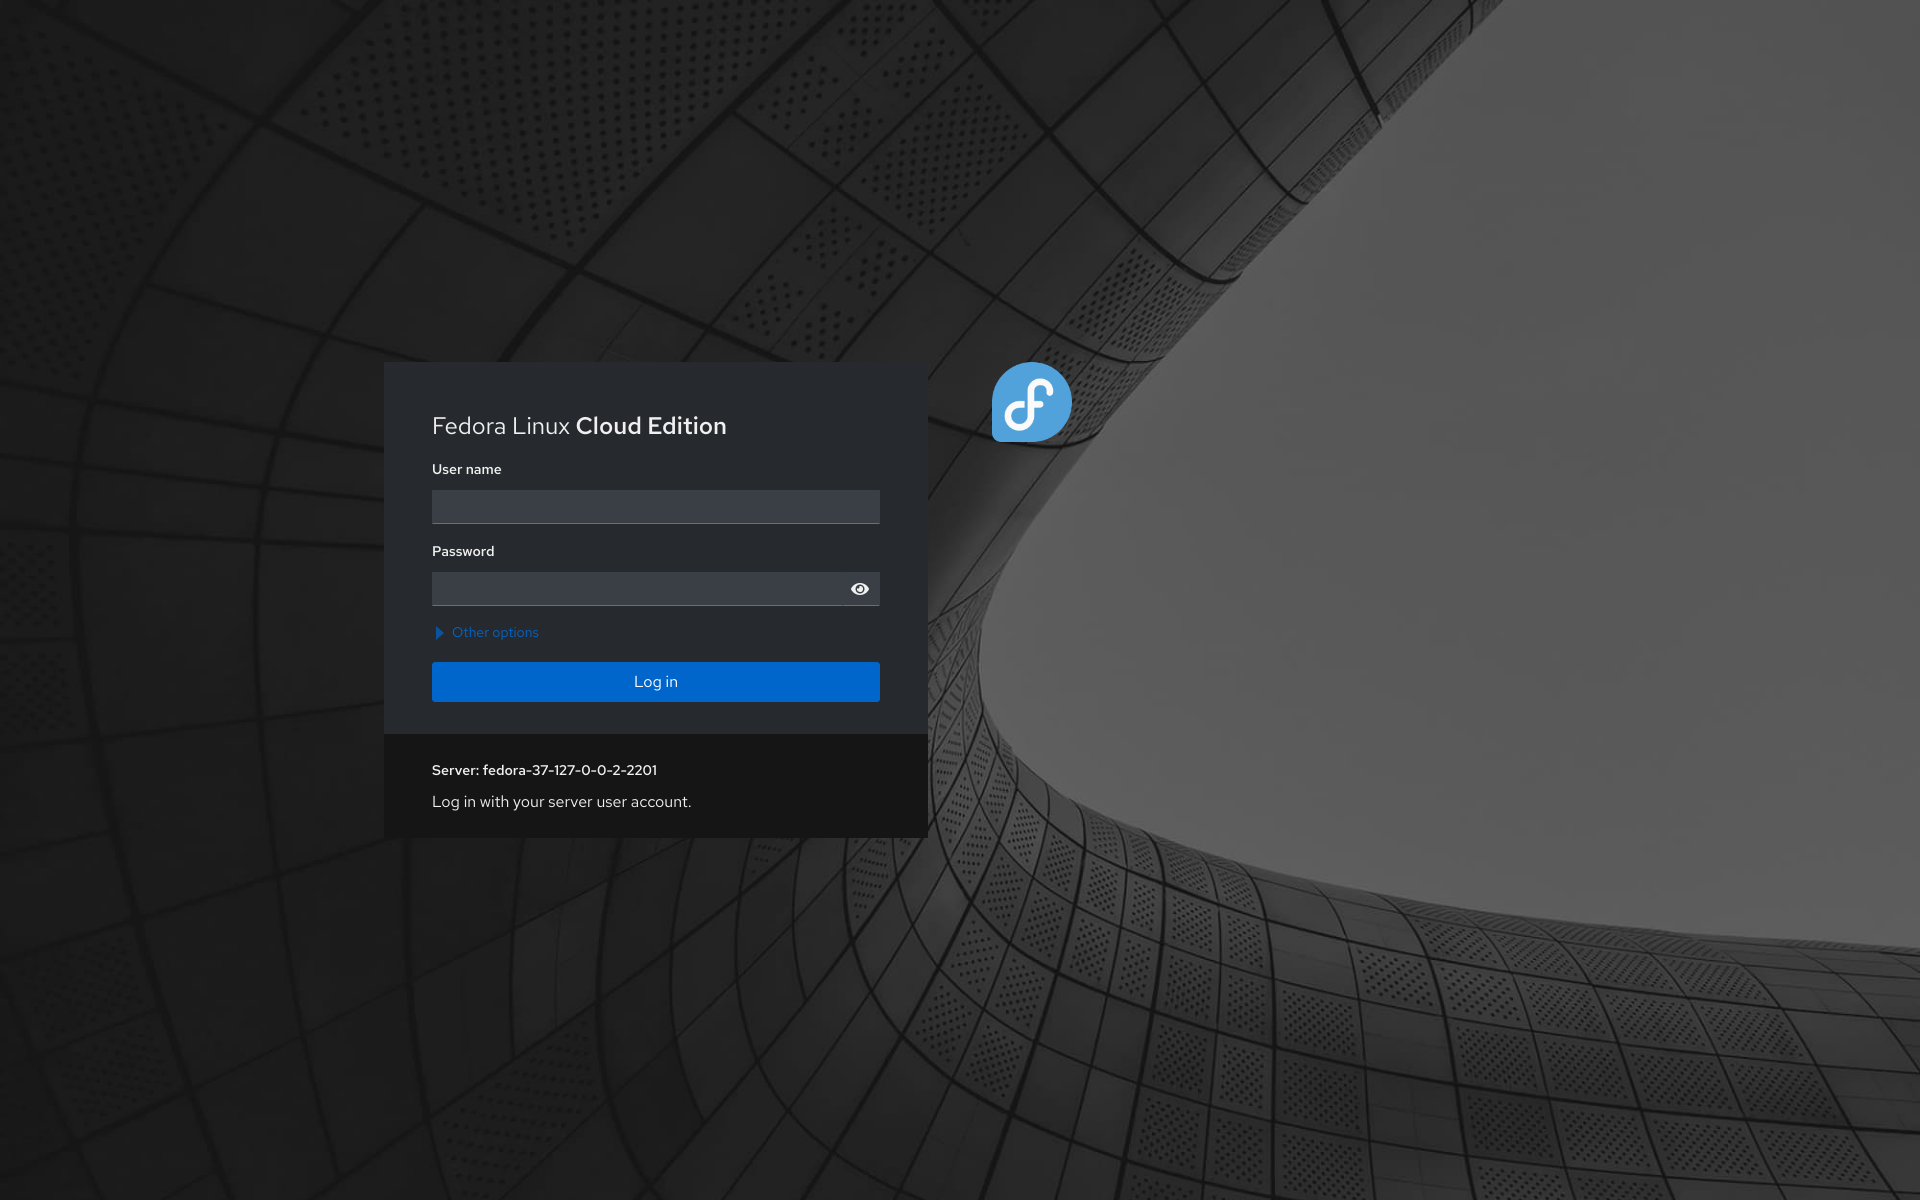 Fedora Linux Cloud Edition
User name
Password
Other options
Log in
Server: fedora-37-127-0-0-2-2201
Log in with your server user account.